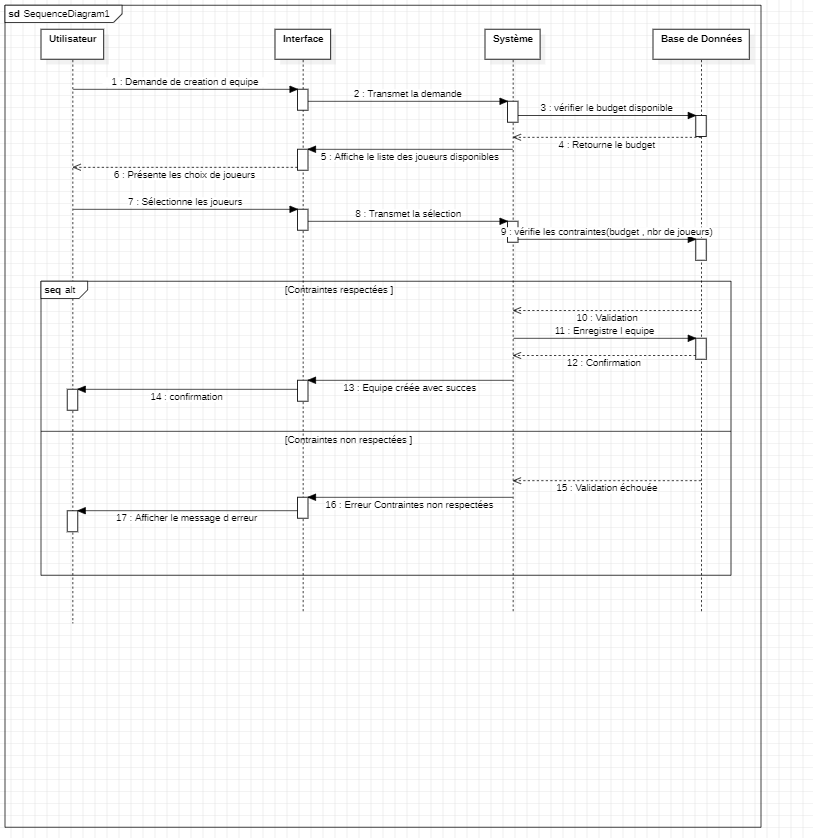 sd SequenceDiagram1
Utilisateur
Interface
Système
Base de Données
1 : Demande de creation d equipe
2 : Transmet la demande
3 : vérifier le budget disponible
4 : Retourne le budget
5 : Affiche le liste des joueurs disponibles
6 : Présente les choix de joueurs
7 : Sélectionne les joueurs
8 : Transmet la sélection
9 : vérifie les contraintes(budget , nbr de joueurs)
seq alt
[Contraintes respectées ]
10 : Validation
11 : Enregistre l equipe
12 : Confirmation
13 : Equipe créée avec succes
14 : confirmation
[Contraintes non respectées ]
15 : Validation échouée
16 : Erreur Contraintes non respectées
17 : Afficher le message d erreur